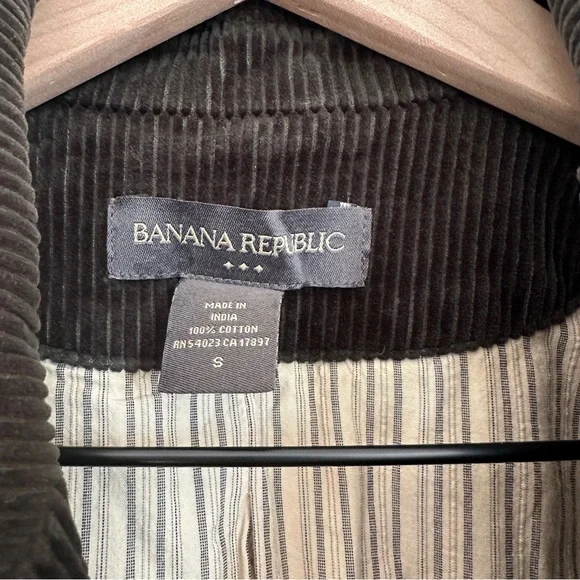 BANANA REPUBLIC
MADE IN
INDIA
100% COTTON
RN54023 CA17897
S